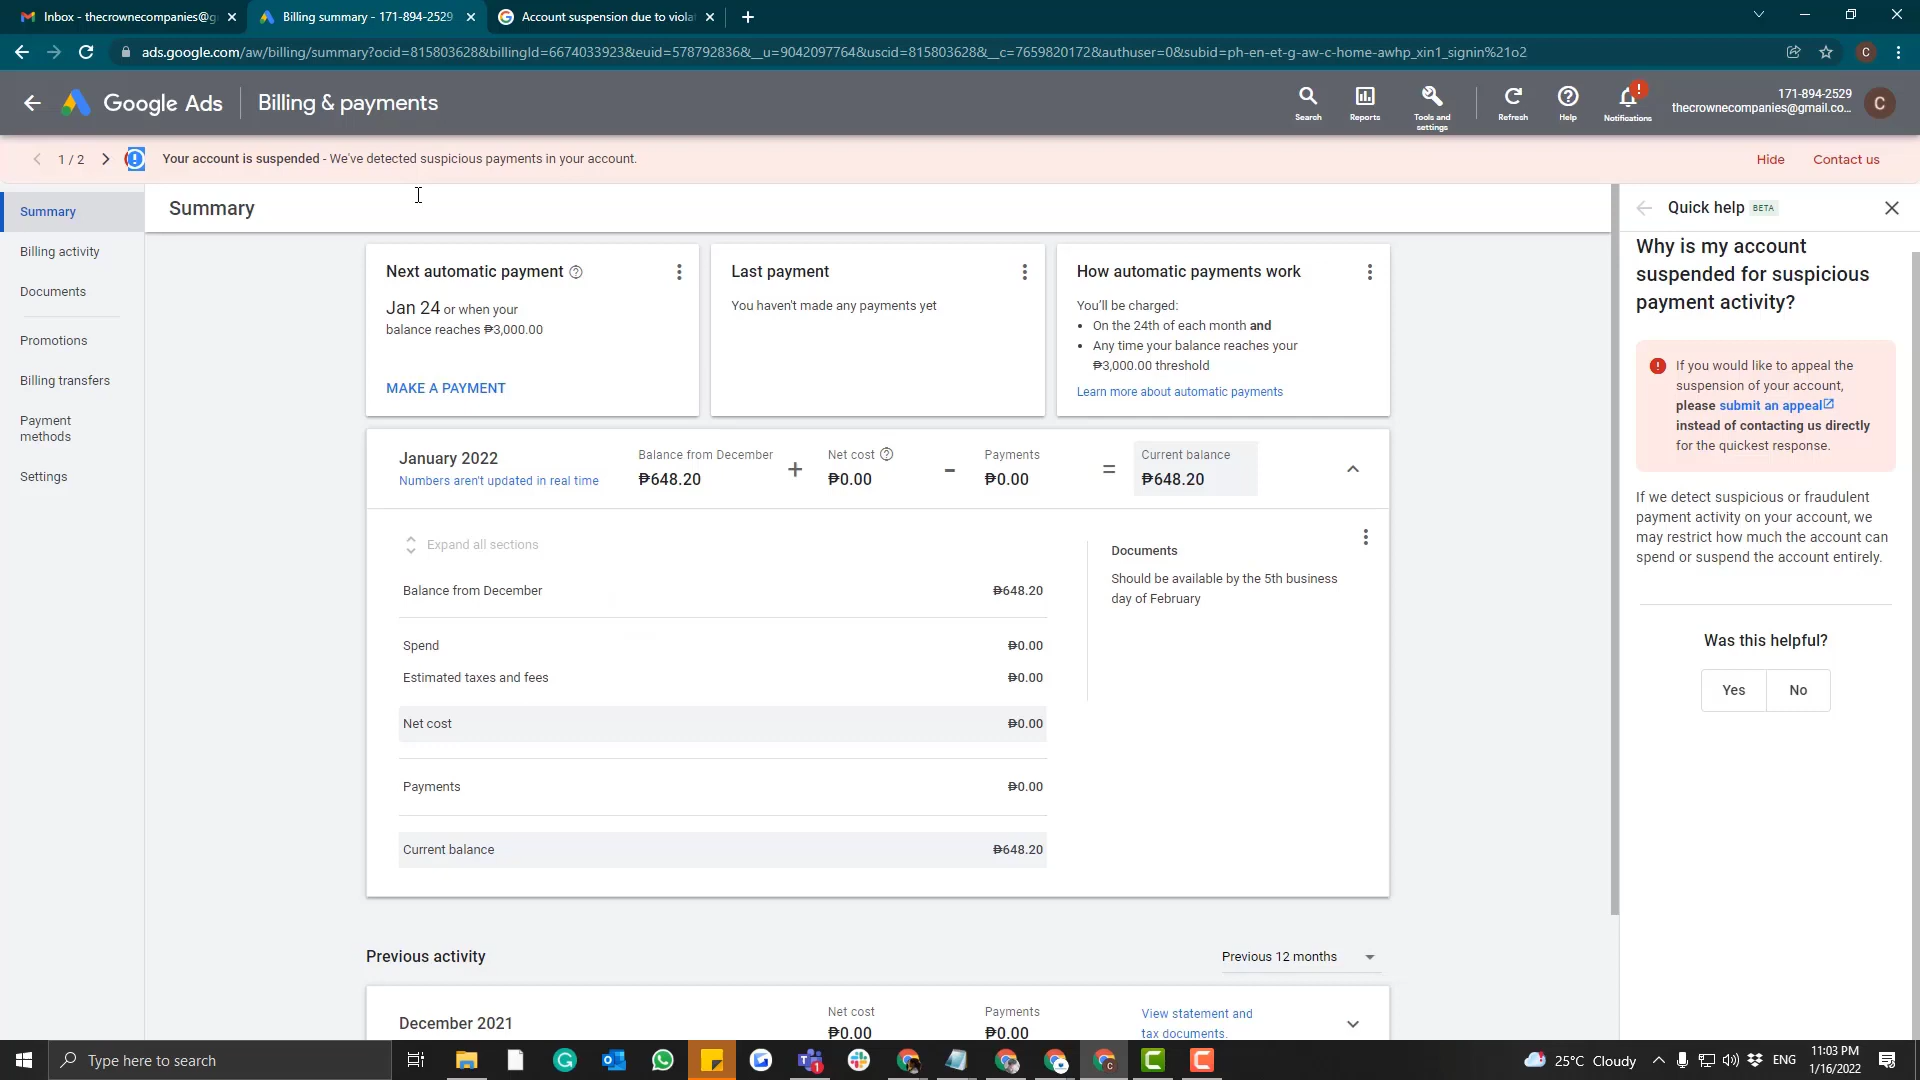 Inbox - thecrownecompanies@g
Billing summary - 171-894-2529
Account suspension due to viola
ads.google.com/aw/billing/summary?ocid=815803628&billingId=6674033923&euid=578792836&__u=9042097764&uscid=815803628&__c=7659820172&authuser=0&subid=ph-en-et-g-aw-c-home-awhp_xin1_signin%21o2
C
Google Ads
Billing & payments
Search
Reports
Tools and settings
Refresh
Help
Notifications
171-894-2529
thecrownecompanies@gmail.co...
C
1 / 2
Your account is suspended - We've detected suspicious payments in your account.
Hide
Contact us
Summary
Billing activity
Documents
Promotions
Billing transfers
Payment
methods
Settings
Summary
Next automatic payment
Jan 24 or when your
balance reaches ₱3,000.00
MAKE A PAYMENT
Last payment
You haven't made any payments yet
How automatic payments work
You'll be charged:
• On the 24th of each month and
• Any time your balance reaches your
₱3,000.00 threshold
Learn more about automatic payments
January 2022
Numbers aren't updated in real time
Balance from December
₱648.20
+
Net cost
₱0.00
-
Payments
₱0.00
=
Current balance
₱648.20
Expand all sections
Balance from December ₱648.20
Spend ₱0.00
Estimated taxes and fees ₱0.00
Net cost ₱0.00
Payments ₱0.00
Current balance ₱648.20
Documents
Should be available by the 5th business
day of February
Previous activity
Previous 12 months
December 2021
Net cost
₱0.00
Payments
₱0.00
View statement and
tax documents.
Quick help BETA
Why is my account
suspended for suspicious
payment activity?
If you would like to appeal the
suspension of your account,
please submit an appeal
instead of contacting us directly
for the quickest response.
If we detect suspicious or fraudulent
payment activity on your account, we
may restrict how much the account can
spend or suspend the account entirely.
Was this helpful?
Yes
No
Type here to search
25°C Cloudy
ENG
11:03 PM
1/16/2022